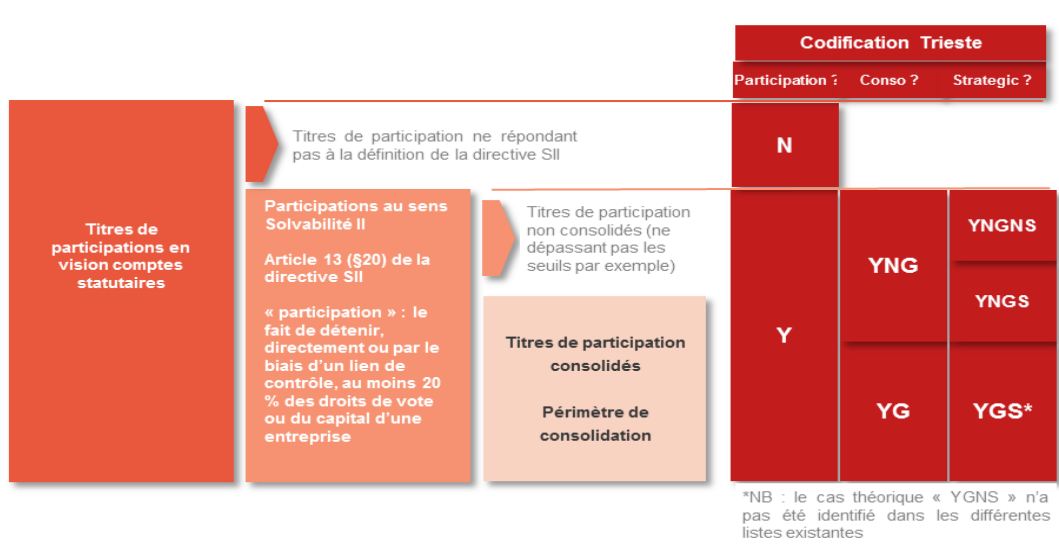 Codification Trieste
Participation ?
Conso ?
Strategic ?
Titres de participation ne répondant
pas à la définition de la directive SII
N
Titres de
participations en
vision comptes
statutaires
Participations au sens
Solvabilité II
Article 13 (§20) de la
directive SII
« participation » : le
fait de détenir,
directement ou par le
biais d'un lien de
contrôle, au moins 20
% des droits de vote
ou du capital d'une
entreprise
Titres de participation
non consolidés (ne
dépassant pas les
seuils par exemple)
Titres de participation
consolidés
Périmètre de
consolidation
Y
YNG
YNGNS
YNGS
YG
YGS*
*NB : le cas théorique « YGNS » n'a
pas été identifié dans les différentes
listes existantes